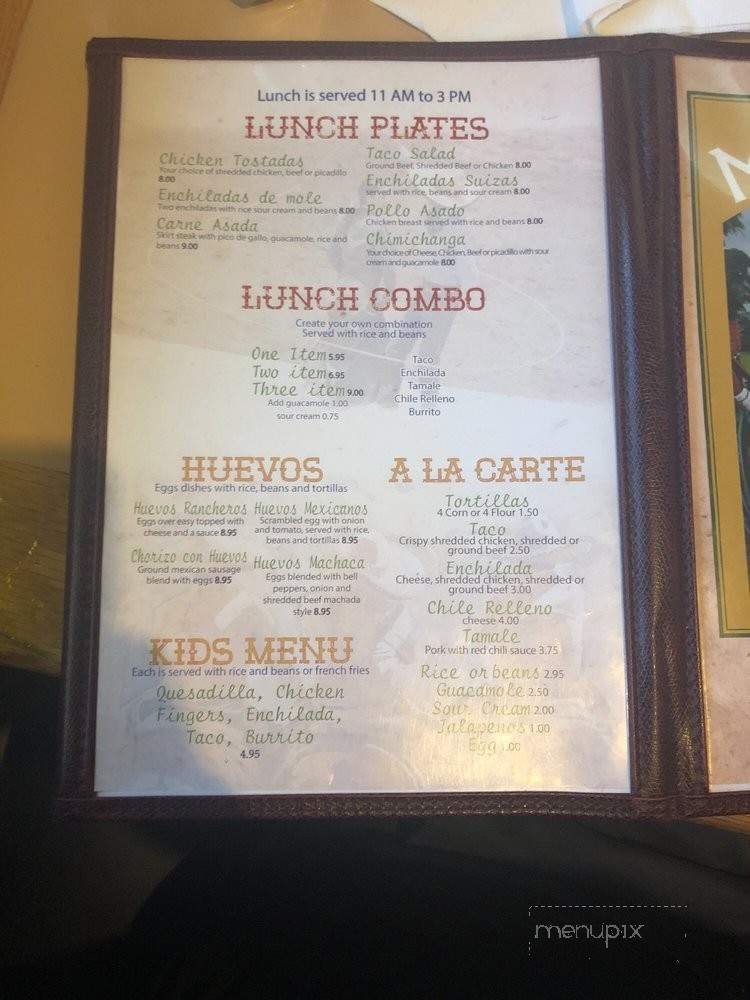 Lunch is served 11 AM to 3 PM
LUNCH PLATES
Chicken Tostadas
Your choice of shredded chicken, beef or picadillo
8.00
Enchiladas de mole
Two enchiladas with rice sour cream and beans 8.00
Carne Asada
Skirt steak with pico de gallo, guacamole, rice and
beans 9.00
Taco Salad
Ground Beef, Shredded Beef or Chicken 8.00
Enchiladas Suizas
served with rice, beans and sour cream 8.00
Pollo Asado
Chicken breast served with rice and beans 8.00
Chimichanga
Your choice of Cheese, Chicken, Beef or picadillo with sour
cream and guacamole 8.00
LUNCH COMBO
Create your own combination
Served with rice and beans
One Item 5.95
Two item 6.95
Three item 9.00
Add guacamole 1.00
sour cream 0.75
Taco
Enchilada
Tamale
Chile Relleno
Burrito
HUEVOS
Eggs dishes with rice, beans and tortillas
Huevos Rancheros
Eggs over easy topped with
cheese and a sauce 8.95
Chorizo con Huevos
Ground mexican sausage
blend with eggs 8.95
Huevos Mexicanos
Scrambled egg with onion
and tomato, served with rice,
beans and tortillas 8.95
Huevos Machaca
Eggs blended with bell
peppers, onion and
shredded beef machada
style 8.95
KIDS MENU
Each is served with rice and beans or french fries
Quesadilla, Chicken
Fingers, Enchilada,
Taco, Burrito
4.95
A LA CARTE
Tortillas
4 Corn or 4 Flour 1.50
Taco
Crispy shredded chicken, shredded or
ground beef 2.50
Enchilada
Cheese, shredded chicken, shredded or
ground beef 3.00
Chile Relleno
cheese 4.00
Tamale
Pork with red chili sauce 3.75
Rice or beans 2.95
Guacamole 2.50
Sour Cream 2.00
Jalapenos 1.00
Egg
menupix